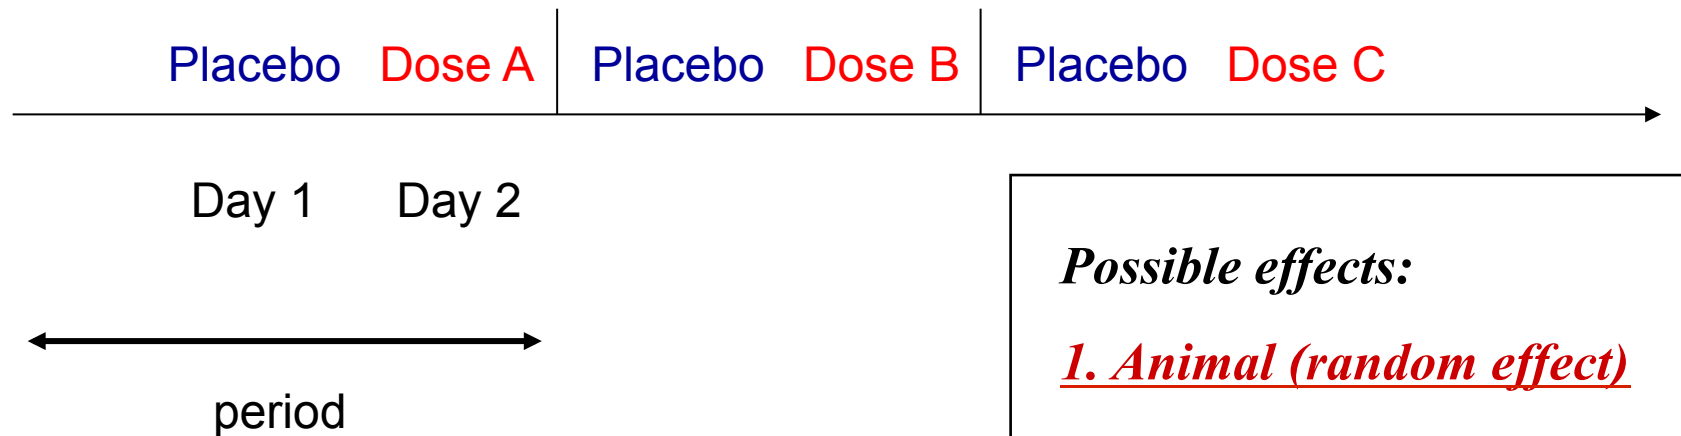 Placebo Dose A Placebo Dose B Placebo Dose C
Day 1 Day 2
period
Possible effects:
1. Animal (random effect)